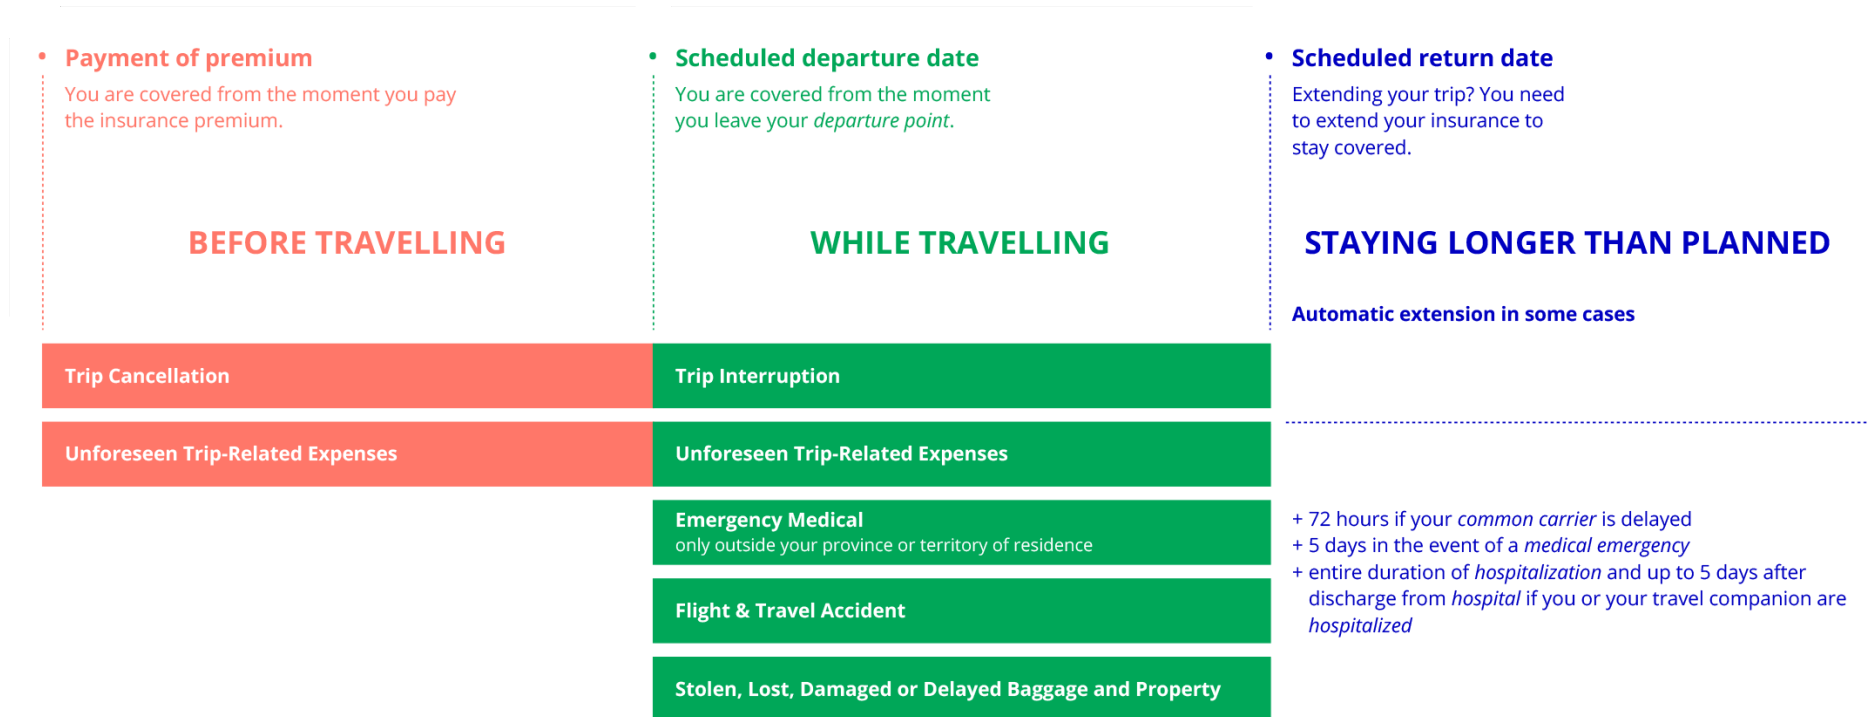 • Payment of premium
You are covered from the moment you pay
the insurance premium.
BEFORE TRAVELLING
Trip Cancellation
Unforeseen Trip-Related Expenses
• Scheduled departure date
You are covered from the moment
you leave your departure point.
WHILE TRAVELLING
Trip Interruption
Unforeseen Trip-Related Expenses
Emergency Medical
only outside your province or territory of residence
Flight & Travel Accident
Stolen, Lost, Damaged or Delayed Baggage and Property
• Scheduled return date
Extending your trip? You need
to extend your insurance to
stay covered.
STAYING LONGER THAN PLANNED
Automatic extension in some cases
+ 72 hours if your common carrier is delayed
+ 5 days in the event of a medical emergency
+ entire duration of hospitalization and up to 5 days after
discharge from hospital if you or your travel companion are
hospitalized